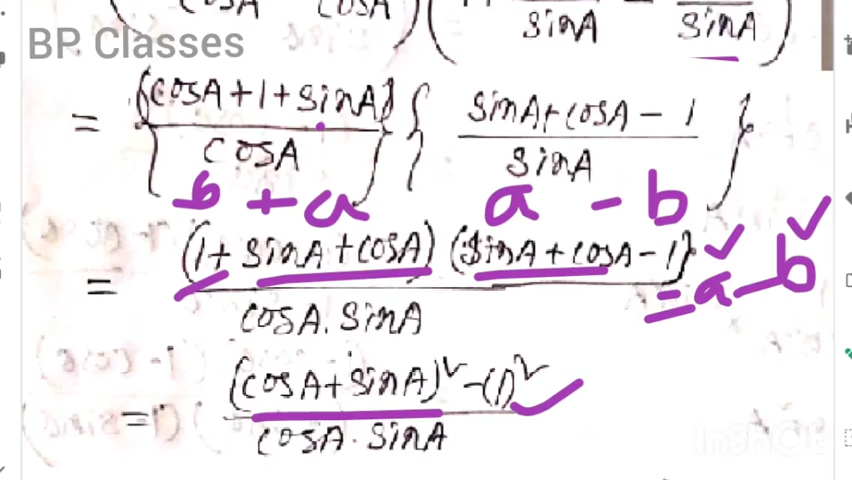 cosA cosA sinA sinA
BP Classes
= {(cosA+1+sinA)/cosA} {(sinA+cosA-1)/sinA}
b + a a - b
= (1+sinA+cosA)(sinA+cosA-1)/cosA.sinA = a-b
= (cosA+sinA)²-(1)²/cosA.sinA
inshot